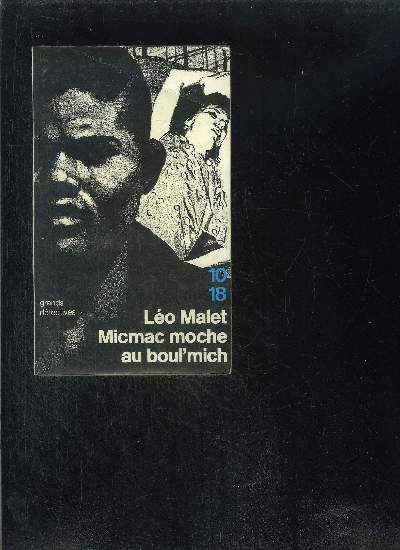 10
18
grands
détectives
Léo Malet
Micmac moche
au boul'mich